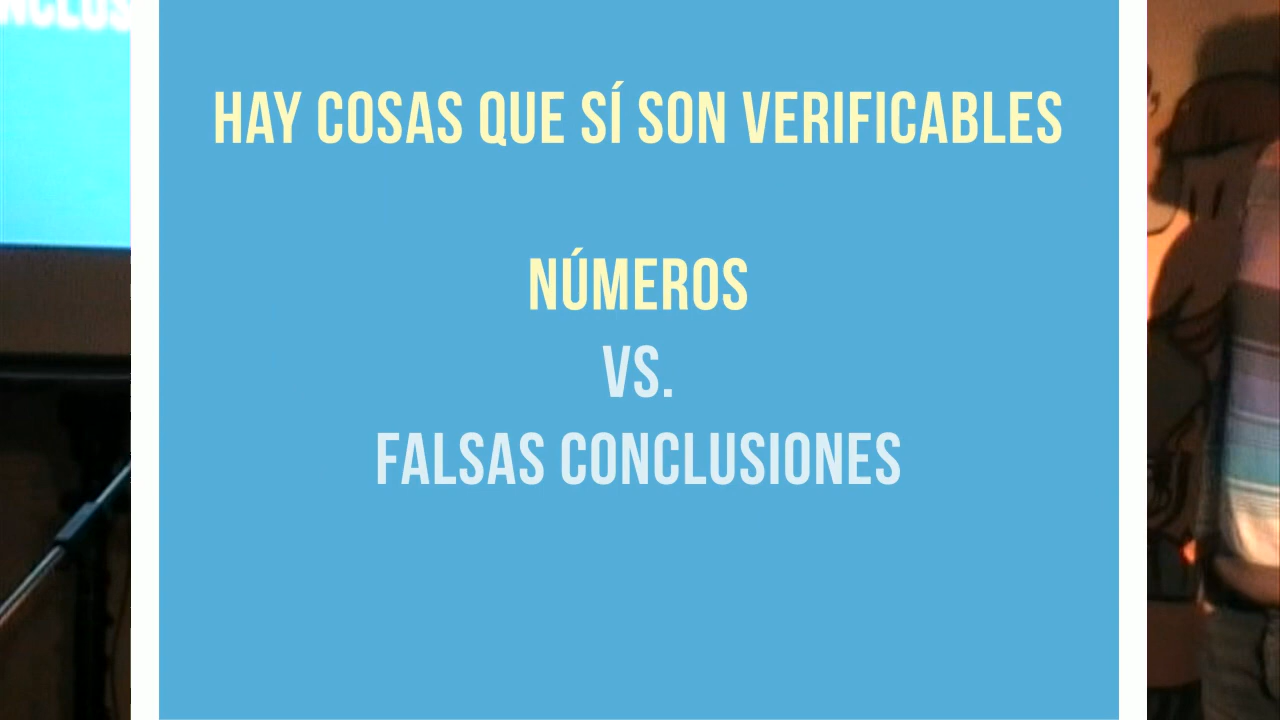 HAY COSAS QUE SÍ SON VERIFICABLES
NÚMEROS
VS.
FALSAS CONCLUSIONES